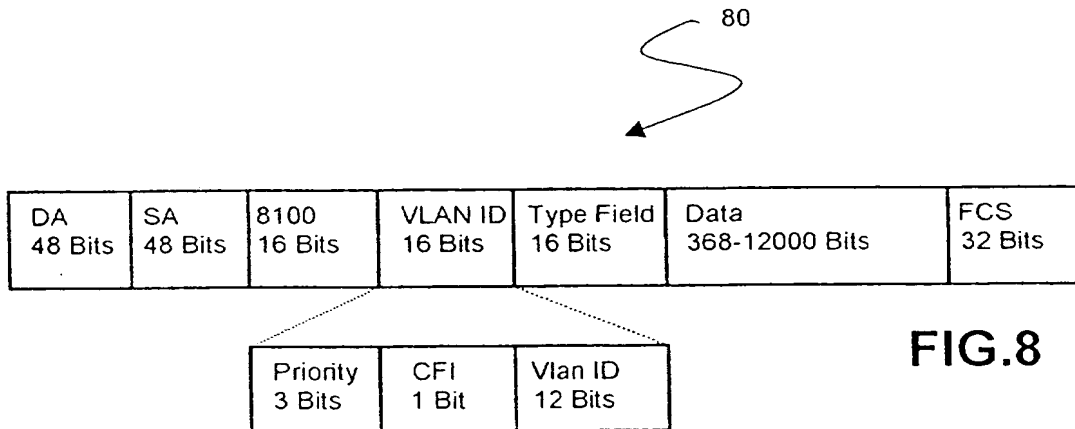 80
DA
48 Bits
SA
48 Bits
8100
16 Bits
VLAN ID
16 Bits
Type Field
16 Bits
Data
368-12000 Bits
FCS
32 Bits
Priority
3 Bits
CFI
1 Bit
Vlan ID
12 Bits
FIG.8